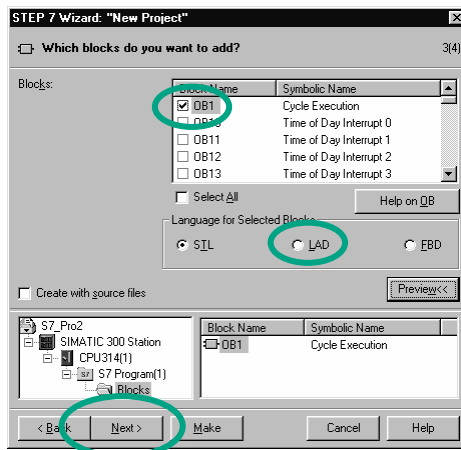 STEP 7 Wizard: "New Project"
Which blocks do you want to add? 3(4)
Blocks:
Block Name Symbolic Name
OB1 Cycle Execution
OB10 Time of Day Interrupt 0
OB11 Time of Day Interrupt 1
OB12 Time of Day Interrupt 2
OB13 Time of Day Interrupt 3
Select All
Help on OB
Language for Selected Blocks
STL LAD FBD
Create with source files
Preview<<
S7_Pro2
SIMATIC 300 Station
CPU314(1)
S7 Program(1)
Blocks
Block Name Symbolic Name
OB1 Cycle Execution
< Back Next > Make Cancel Help